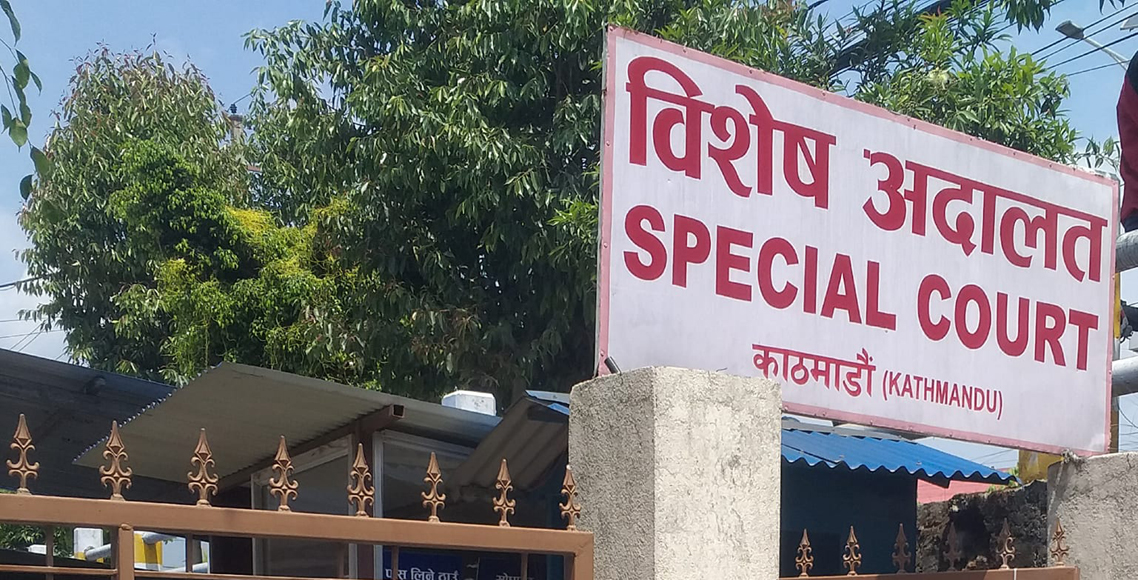 विशेष अदालत
SPECIAL COURT
काठमाडौं (KATHMANDU)
पास लिने ठाउँ